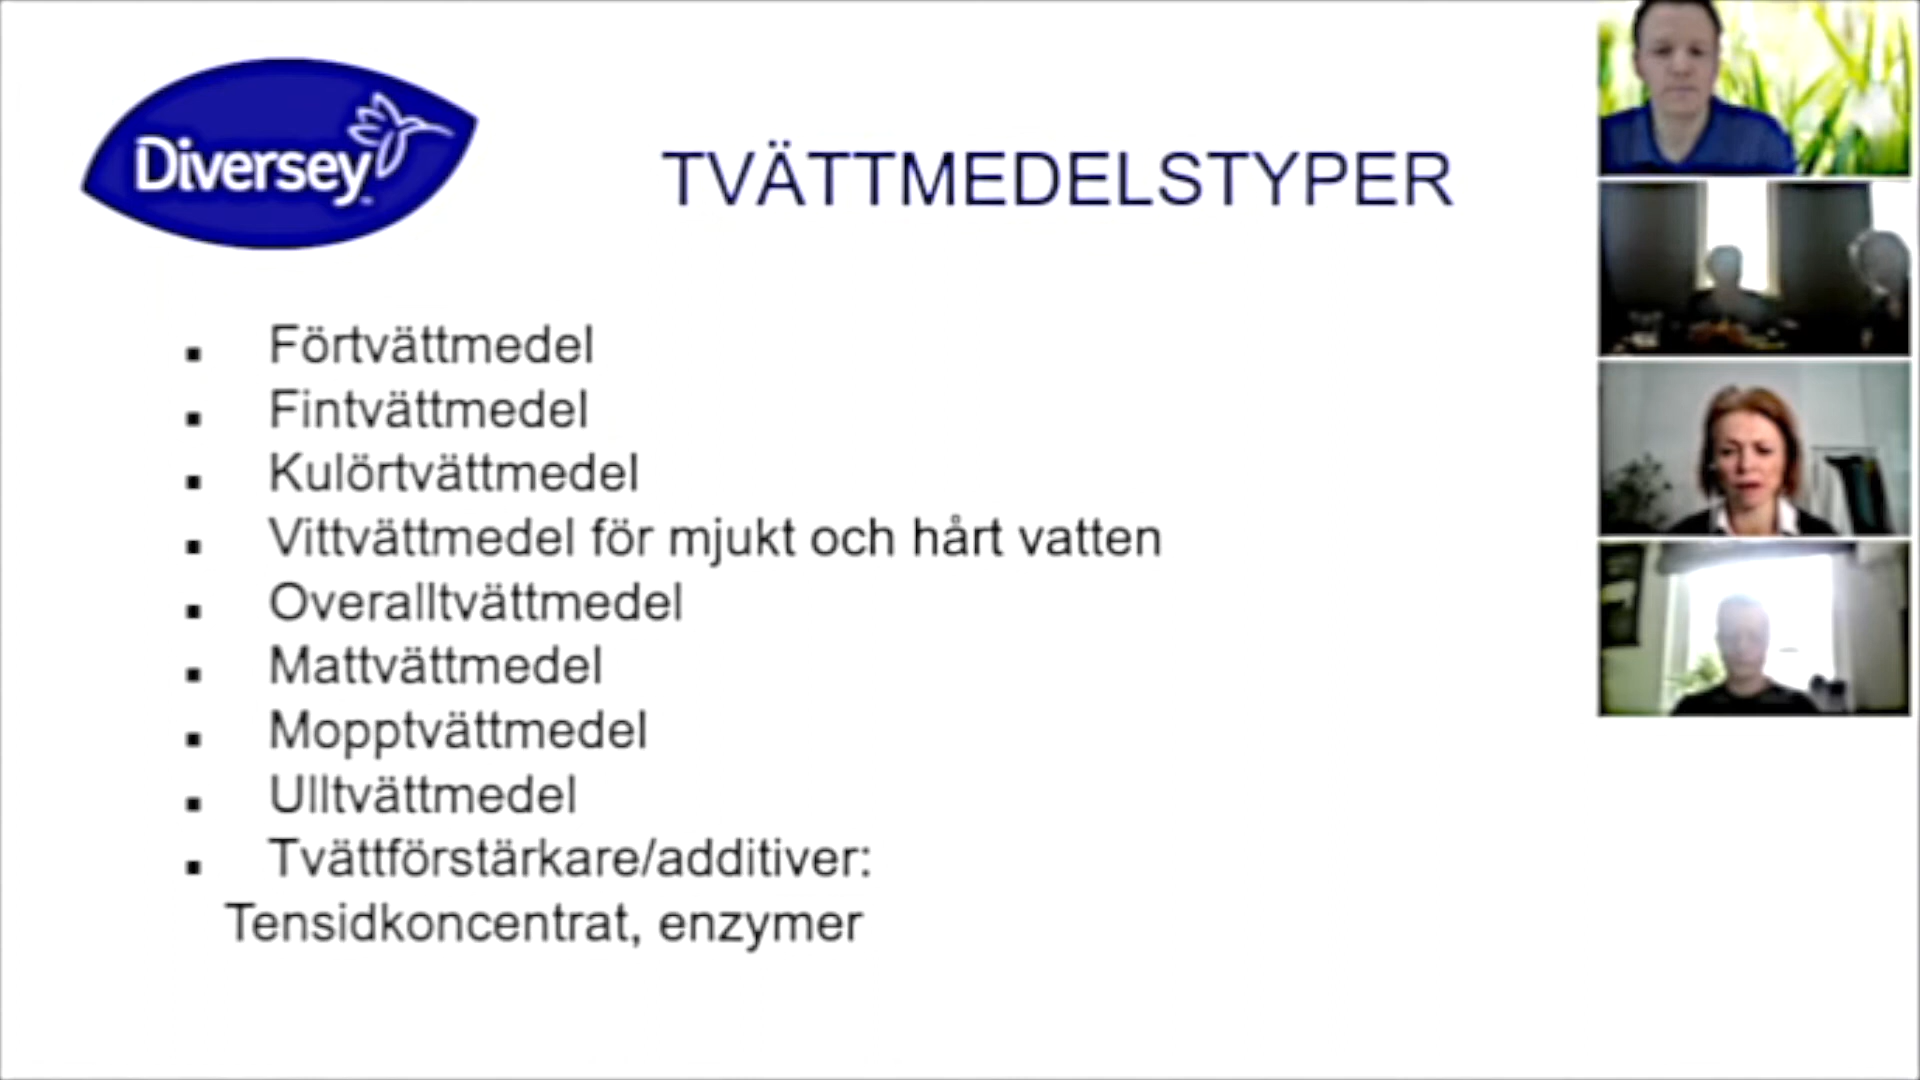 Diversey
TVÄTTMEDELSTYPER
Förtvättmedel
Fintvättmedel
Kulörtvättmedel
Vittvättmedel för mjukt och hårt vatten
Overalltvättmedel
Mattvättmedel
Mopptvättmedel
Ulltvättmedel
Tvättförstärkare/additiver:
Tensidkoncentrat, enzymer